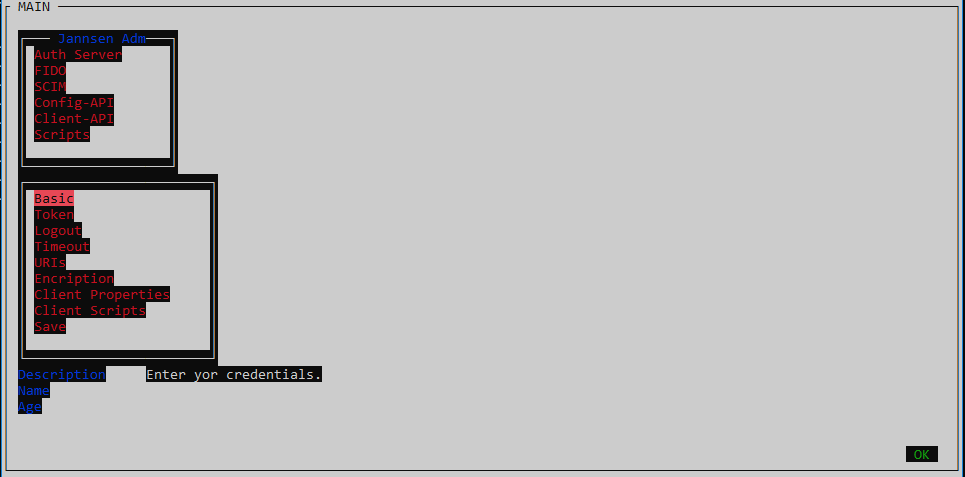 MAIN
Jannsen Adm
Auth Server
FIDO
SCIM
Config-API
Client-API
Scripts
Basic
Token
Logout
Timeout
URIs
Encription
Client Properties
Client Scripts
Save
Description Enter yor credentials.
Name
Age
OK